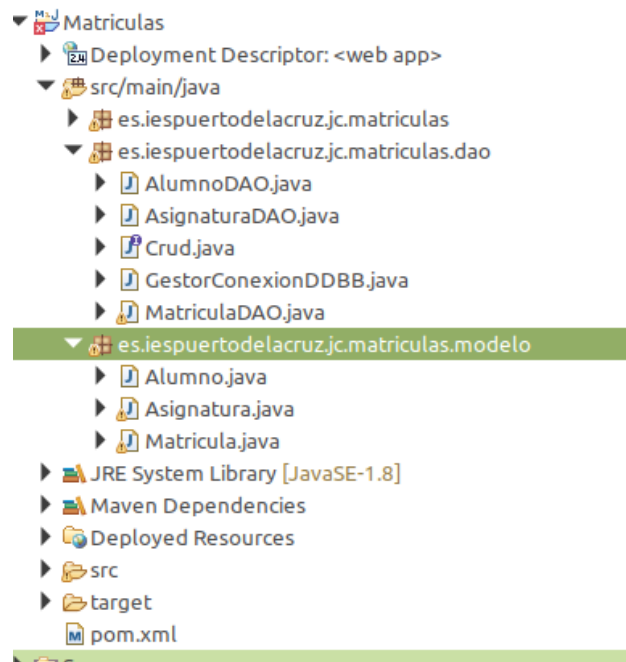 Matriculas
Deployment Descriptor: <web app>
src/main/java
es.iespuertodelacruz.jc.matriculas
es.iespuertodelacruz.jc.matriculas.dao
AlumnoDAO.java
AsignaturaDAO.java
Crud.java
GestorConexionDDBB.java
MatriculaDAO.java
es.iespuertodelacruz.jc.matriculas.modelo
Alumno.java
Asignatura.java
Matricula.java
JRE System Library [JavaSE-1.8]
Maven Dependencies
Deployed Resources
src
target
pom.xml